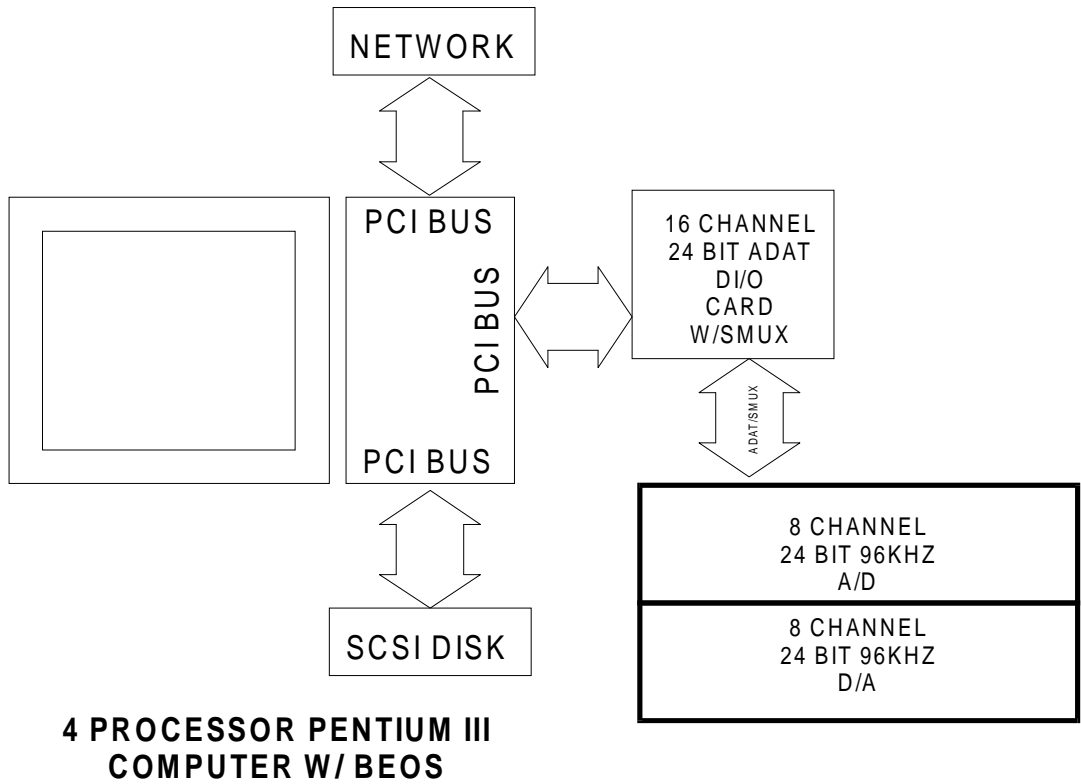 NETWORK
PCI BUS
PCI BUS
PCI BUS
16 CHANNEL
24 BIT ADAT
DI/O
CARD
W/SMUX
ADAT/SMUX
8 CHANNEL
24 BIT 96KHZ
A/D
8 CHANNEL
24 BIT 96KHZ
D/A
SCSI DISK
4 PROCESSOR PENTIUM III
COMPUTER W/ BEOS